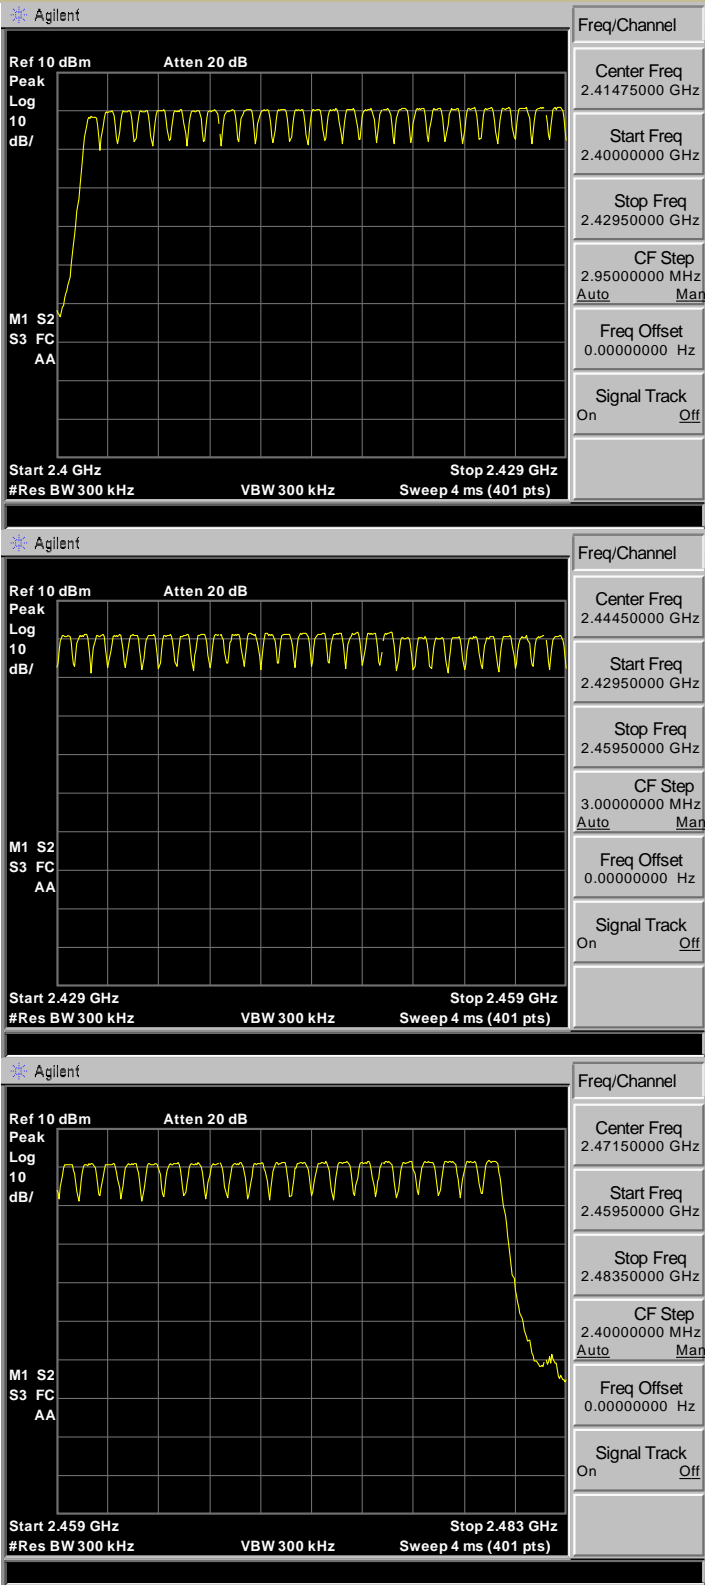 Agilent
Freq/Channel
Ref 10 dBm Atten 20 dB
Peak
Log
10
dB/
M1 S2
S3 FC
AA
Start 2.4 GHz Stop 2.429 GHz
#Res BW 300 kHz VBW 300 kHz Sweep 4 ms (401 pts)
Center Freq
2.41475000 GHz
Start Freq
2.40000000 GHz
Stop Freq
2.42950000 GHz
CF Step
2.95000000 MHz
Auto Man
Freq Offset
0.00000000 Hz
Signal Track
On Off
Agilent
Freq/Channel
Ref 10 dBm Atten 20 dB
Peak
Log
10
dB/
M1 S2
S3 FC
AA
Start 2.429 GHz Stop 2.459 GHz
#Res BW 300 kHz VBW 300 kHz Sweep 4 ms (401 pts)
Center Freq
2.44450000 GHz
Start Freq
2.42950000 GHz
Stop Freq
2.45950000 GHz
CF Step
3.00000000 MHz
Auto Man
Freq Offset
0.00000000 Hz
Signal Track
On Off
Agilent
Freq/Channel
Ref 10 dBm Atten 20 dB
Peak
Log
10
dB/
M1 S2
S3 FC
AA
Start 2.459 GHz Stop 2.483 GHz
#Res BW 300 kHz VBW 300 kHz Sweep 4 ms (401 pts)
Center Freq
2.47150000 GHz
Start Freq
2.45950000 GHz
Stop Freq
2.48350000 GHz
CF Step
2.40000000 MHz
Auto Man
Freq Offset
0.00000000 Hz
Signal Track
On Off